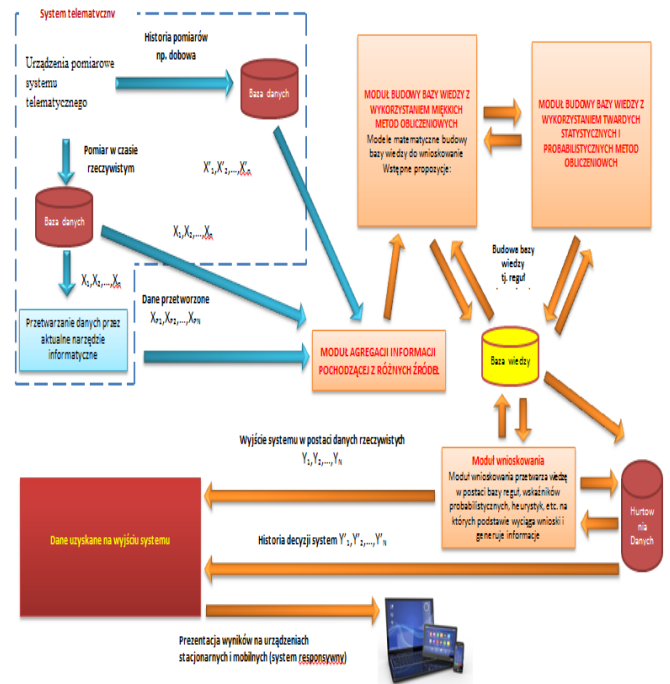 System telematyczny
Urządzenia pomiarowe
systemu
telematycznego
Historia pomiarów
np. dobowa
Baza danych
Pomiar w czasie
rzeczywistym
X'₁,X'₂,...,X'ₙ
Baza danych
X₁,X₂,...,Xₙ
X₁,X₂,...,Xₙ
Dane przetworzone
X_P1,X_P2,...,X_PN
Przetwarzanie danych przez
aktualne narzędzie
informatyczne
MODUŁ AGREGACJI INFORMACJI
POCHODZĄCEJ Z RÓŻNYCH ŹRÓDEŁ
MODUŁ BUDOWY BAZY WIEDZY Z
WYKORZYSTANIEM MIĘKKICH
METOD OBLICZENIOWYCH
Modele matematyczne budowy
bazy wiedzy do wnioskowanie
Wstępne propozycje:
MODUŁ BUDOWY BAZY WIEDZY Z
WYKORZYSTANIEM TWARDYCH
STATYSTYCZNYCH I
PROBABILISTYCZNYCH METOD
OBLICZENIOWCH
Budowa bazy
wiedzy
tj. reguł
Baza wiedzy
Wyjście systemu w postaci danych rzeczywistych
Y₁,Y₂,...,Y_N
Moduł wnioskowania
Moduł wnioskowania przetwarza wiedzę
w postaci bazy reguł, wskaźników
probabilistycznych, heurystyk, etc. na
których podstawie wyciąga wnioski i
generuje informacje
Hurtow
nia
Danych
Dane uzyskane na wyjściu systemu
Historia decyzji system Y'₁,Y'₂,...,Y'_N
Prezentacja wyników na urządzeniach
stacjonarnych i mobilnych (system responsywny)